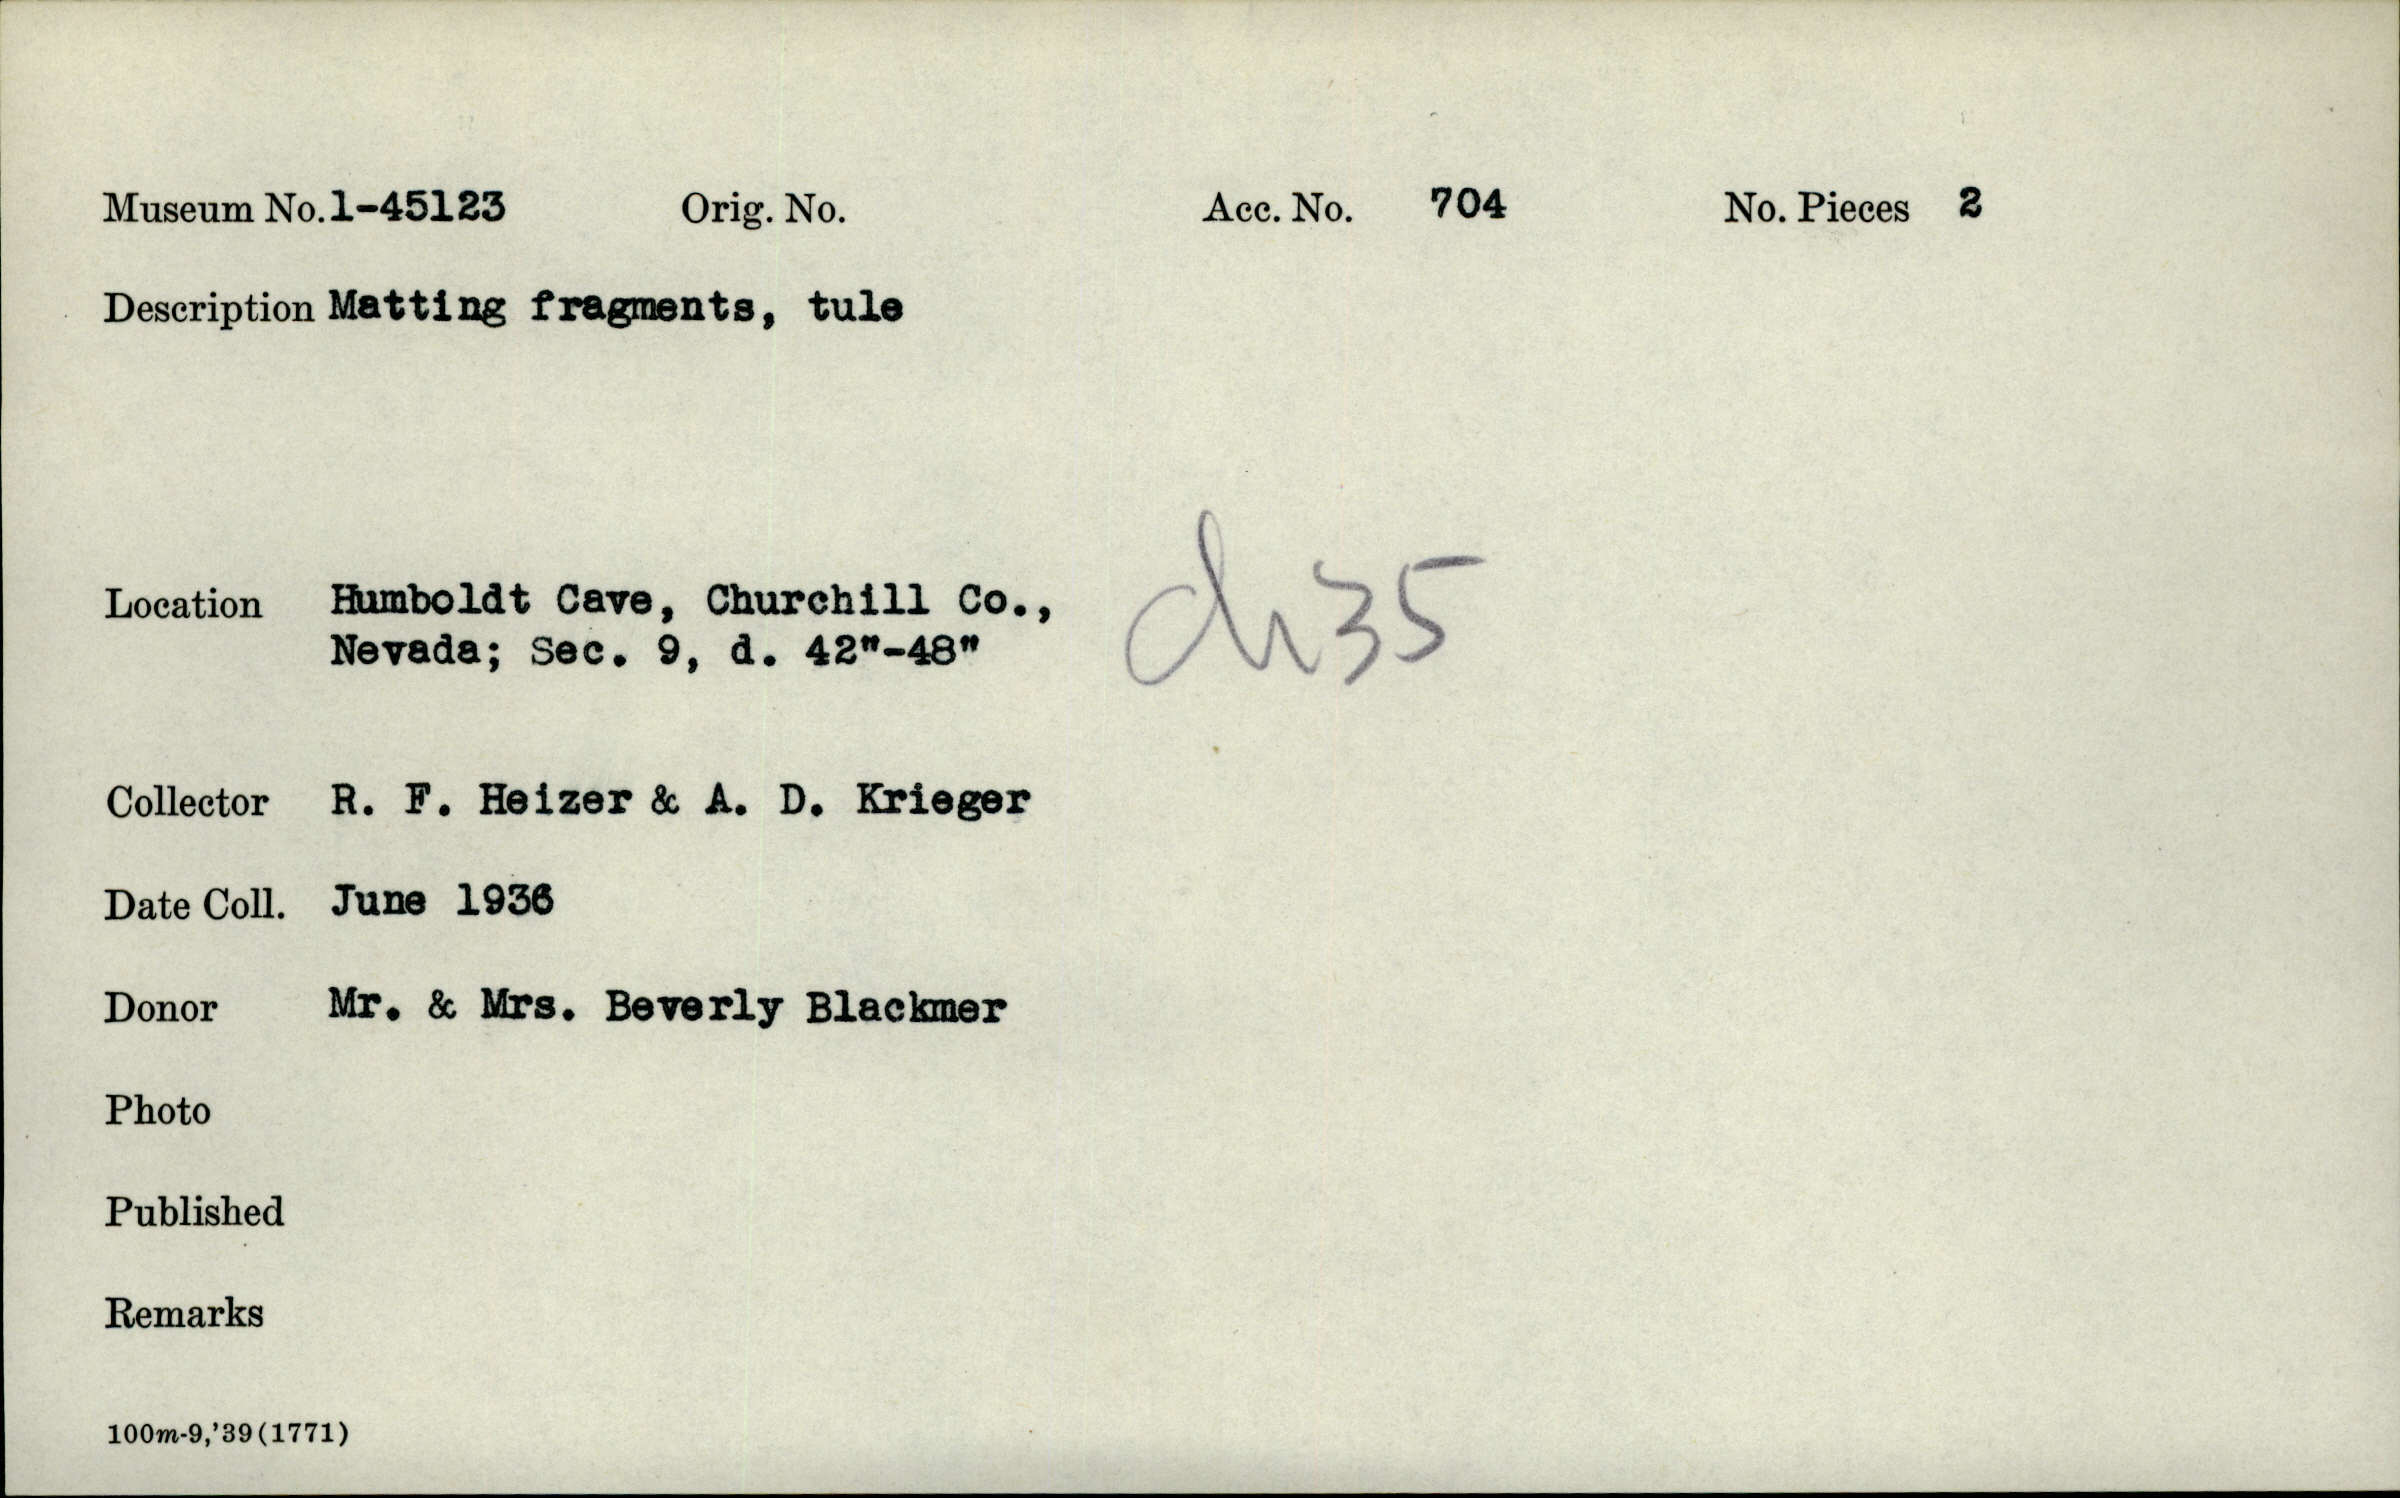 Museum No. 1-45123 Orig. No. Acc. No. 704 No. Pieces 2
Description Matting fragments, tule
Location Humboldt Cave, Churchill Co.,
Nevada; Sec. 9, d. 42"-48"
Ch35
Collector R. F. Heizer & A. D. Krieger
Date Coll. June 1936
Donor Mr. & Mrs. Beverly Blackmer
Photo
Published
Remarks
100m-9,'39(1771)